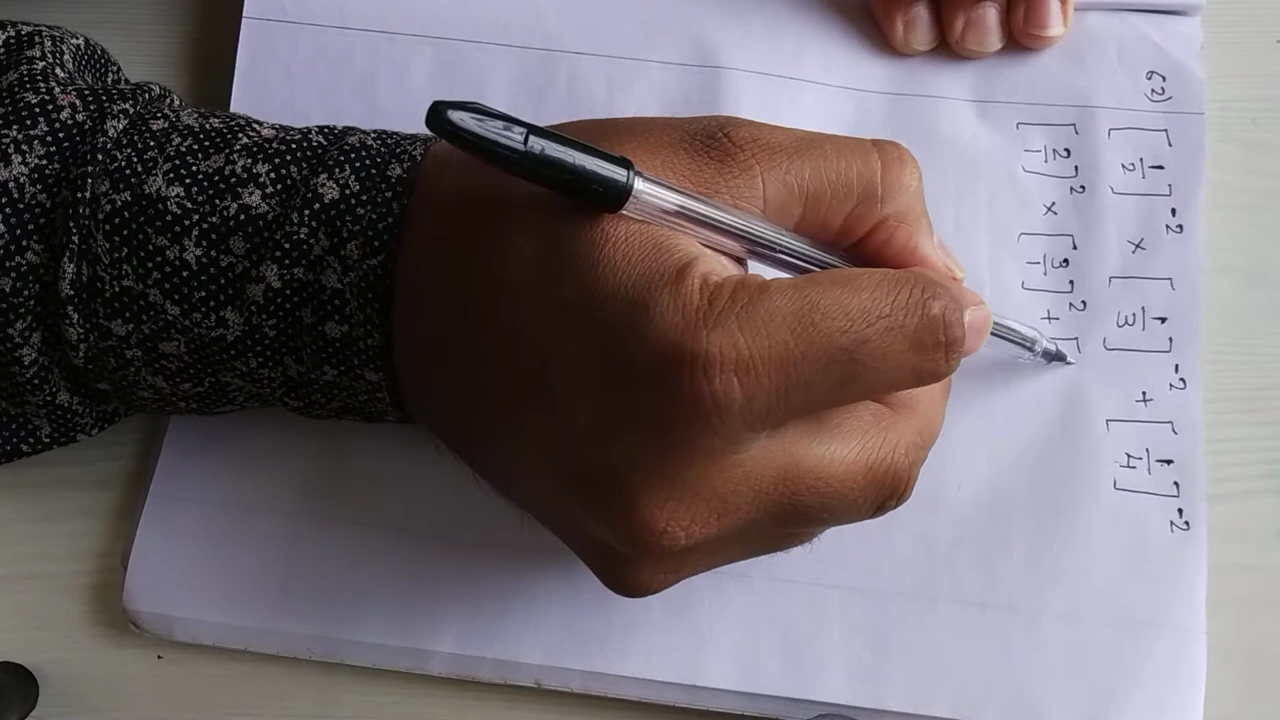 62) [1/2]⁻² × [1/3]⁻² + [1/4]⁻²
[2/1]² × [3/1]² + [